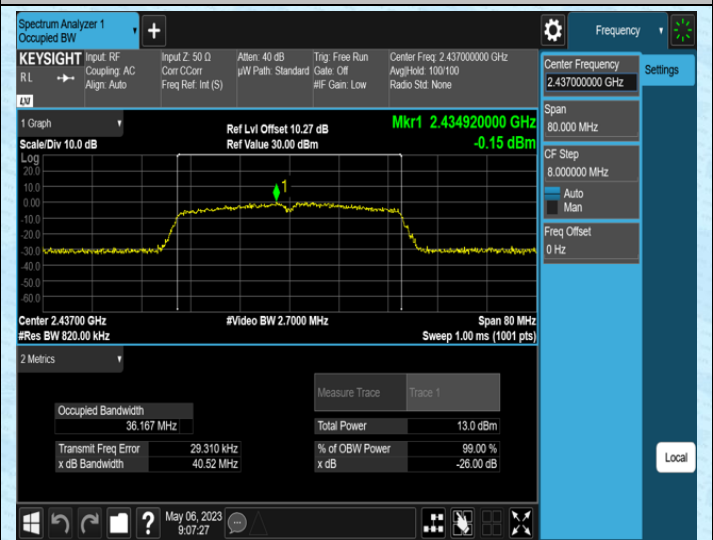 Spectrum Analyzer 1
Occupied BW
Frequency
KEYSIGHT
RL
LXI
Input: RF
Coupling: AC
Align: Auto
Input Z: 50 Ω
Corr CCorr
Freq Ref: Int (S)
Atten: 40 dB
µW Path: Standard
Trig: Free Run
Gate: Off
#IF Gain: Low
Center Freq: 2.437000000 GHz
Avg|Hold: 100/100
Radio Std: None
Center Frequency
2.437000000 GHz
Span
80.000 MHz
CF Step
8.000000 MHz
Auto
Man
Freq Offset
0 Hz
Settings
Local
1 Graph
Scale/Div 10.0 dB
Ref Lvl Offset 10.27 dB
Ref Value 30.00 dBm
Mkr1 2.434920000 GHz
-0.15 dBm
Log
20.0
10.0
0.00
-10.0
-20.0
-30.0
-40.0
-50.0
-60.0
1
Center 2.43700 GHz
#Res BW 820.00 kHz
#Video BW 2.7000 MHz
Span 80 MHz
Sweep 1.00 ms (1001 pts)
2 Metrics
Measure Trace Trace 1
Occupied Bandwidth
36.167 MHz
Total Power 13.0 dBm
Transmit Freq Error 29.310 kHz
% of OBW Power 99.00 %
x dB Bandwidth 40.52 MHz
x dB -26.00 dB
?
May 06, 2023
9:07:27